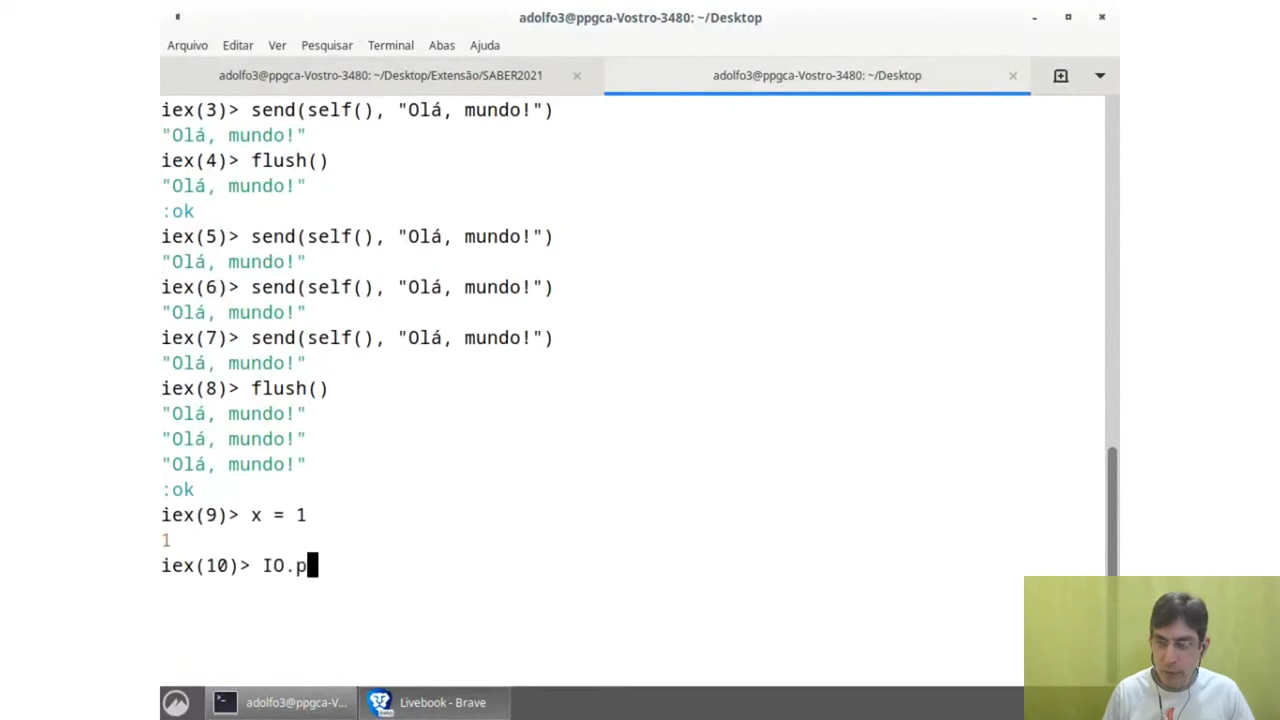 adolfo3@ppgca-Vostro-3480: ~/Desktop
Arquivo Editar Ver Pesquisar Terminal Abas Ajuda
adolfo3@ppgca-Vostro-3480: ~/Desktop/Extensão/SABER2021 adolfo3@ppgca-Vostro-3480: ~/Desktop
iex(3)> send(self(), "Olá, mundo!")
"Olá, mundo!"
iex(4)> flush()
"Olá, mundo!"
:ok
iex(5)> send(self(), "Olá, mundo!")
"Olá, mundo!"
iex(6)> send(self(), "Olá, mundo!")
"Olá, mundo!"
iex(7)> send(self(), "Olá, mundo!")
"Olá, mundo!"
iex(8)> flush()
"Olá, mundo!"
"Olá, mundo!"
"Olá, mundo!"
:ok
iex(9)> x = 1
1
iex(10)> IO.p
adolfo3@ppgca-V... Livebook - Brave